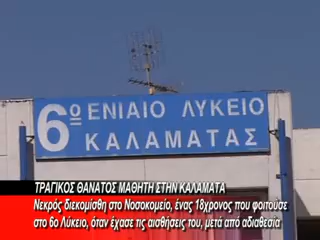 6ο ΕΝΙΑΙΟ ΛΥΚΕΙΟ
ΚΑΛΑΜΑΤΑΣ
ΤΡΑΓΙΚΟΣ ΘΑΝΑΤΟΣ ΜΑΘΗΤΗ ΣΤΗΝ ΚΑΛΑΜΑΤΑ
Νεκρός διεκομίσθη στο Νοσοκομείο, ένας 18χρονος που φοιτούσε
στο 6ο Λύκειο, όταν έχασε τις αισθήσεις του, μετά από αδιαθεσία